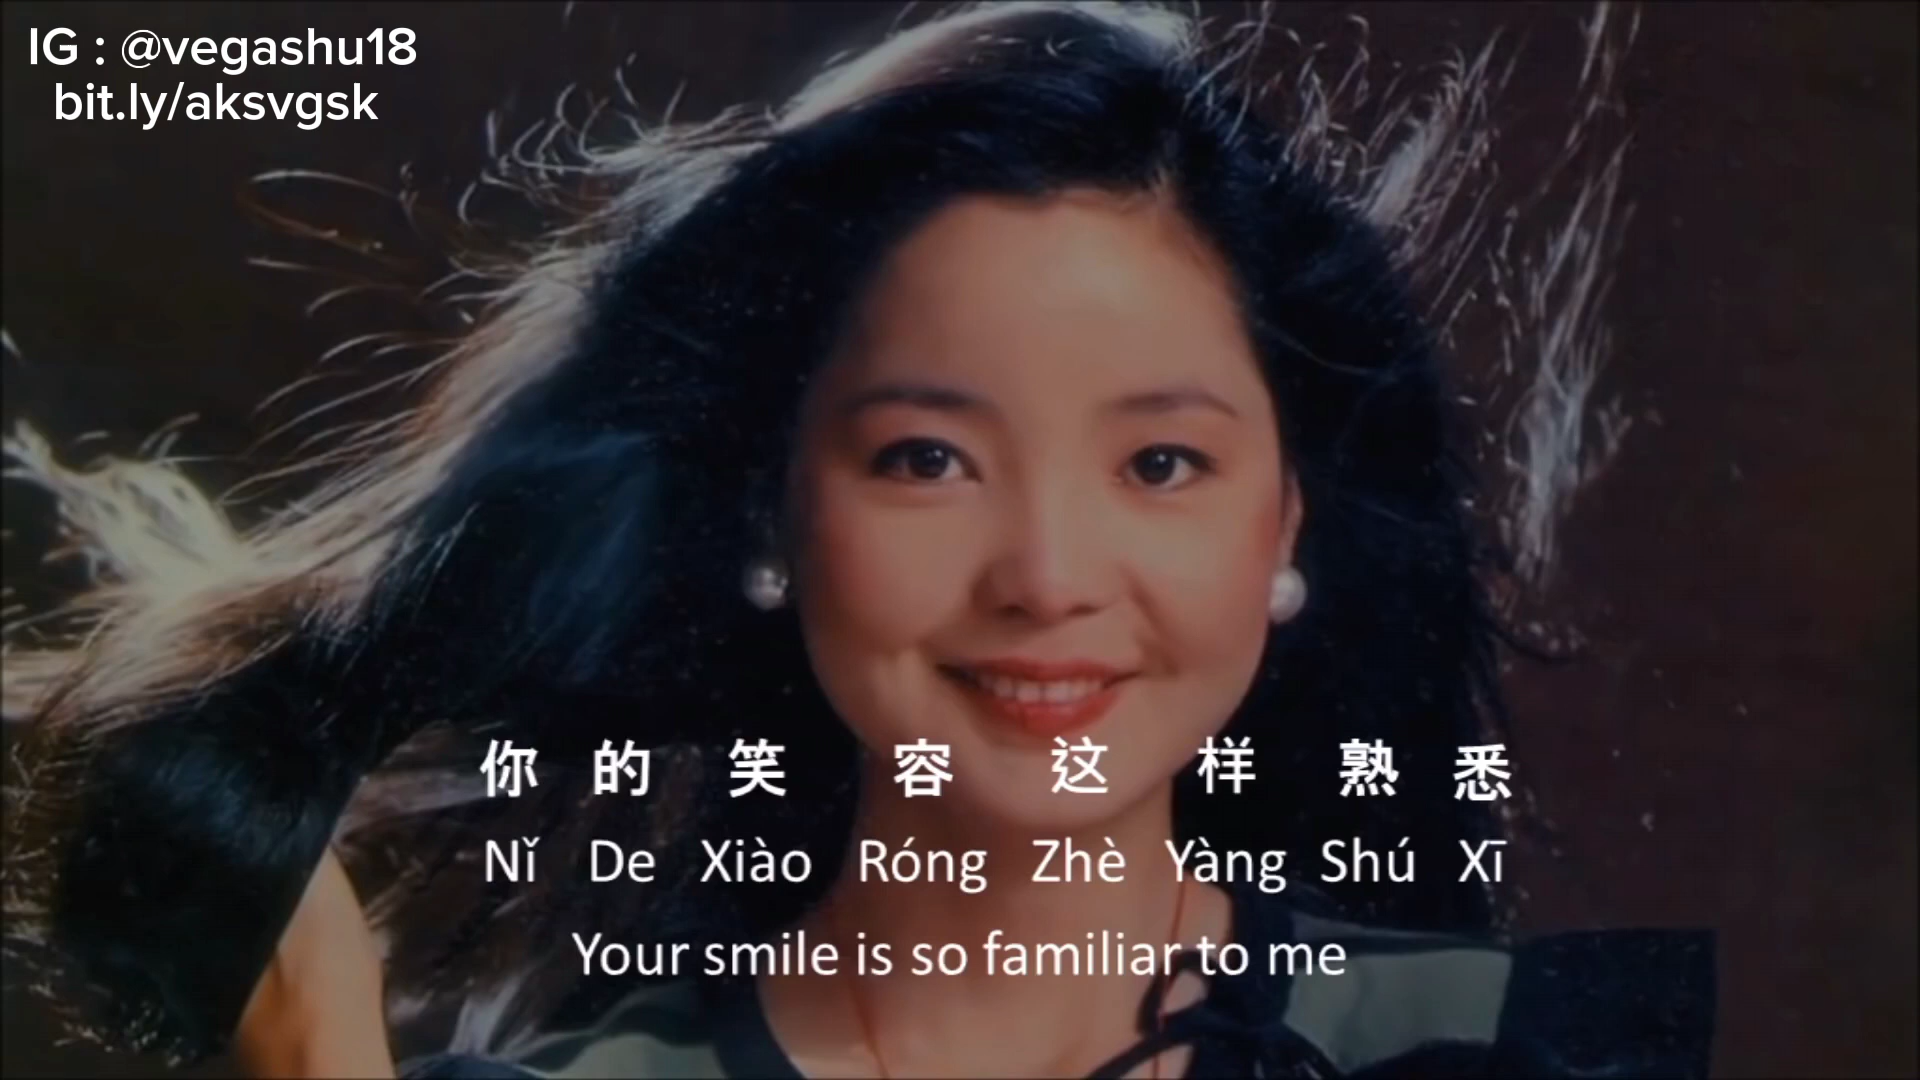 IG : @vegashu18
bit.ly/aksvgsk
你 的 笑 容 这 样 熟 悉
Nǐ De Xiào Róng Zhè Yàng Shú Xī
Your smile is so familiar to me